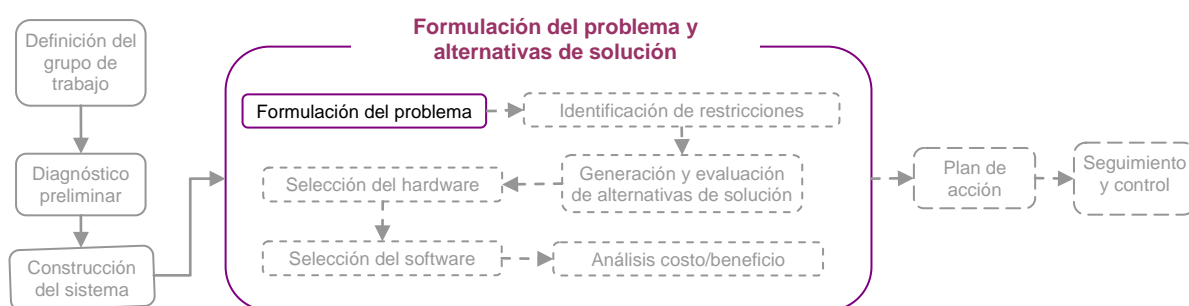 Formulación del problema y
alternativas de solución
Definición del
grupo de
trabajo
Diagnóstico
preliminar
Construcción
del sistema
Formulación del problema
Identificación de restricciones
Generación y evaluación
de alternativas de solución
Selección del hardware
Selección del software
Análisis costo/beneficio
Plan de
acción
Seguimiento
y control